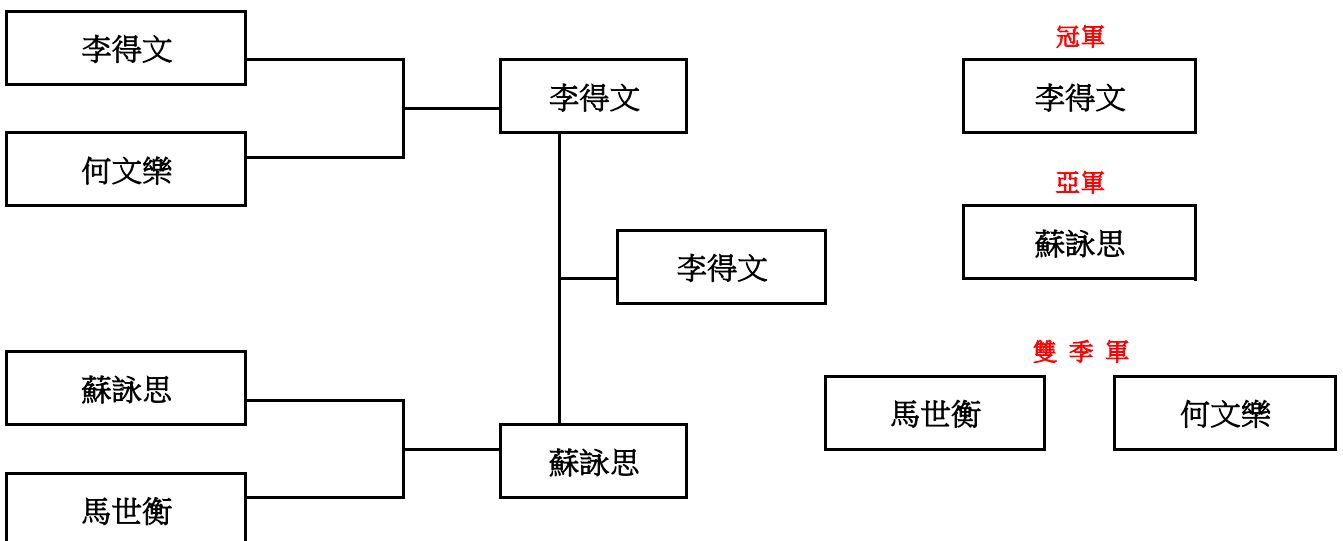 李得文
何文樂
蘇詠思
馬世衡
李得文
李得文
蘇詠思
冠軍
李得文
亞軍
蘇詠思
雙 季 軍
馬世衡
何文樂